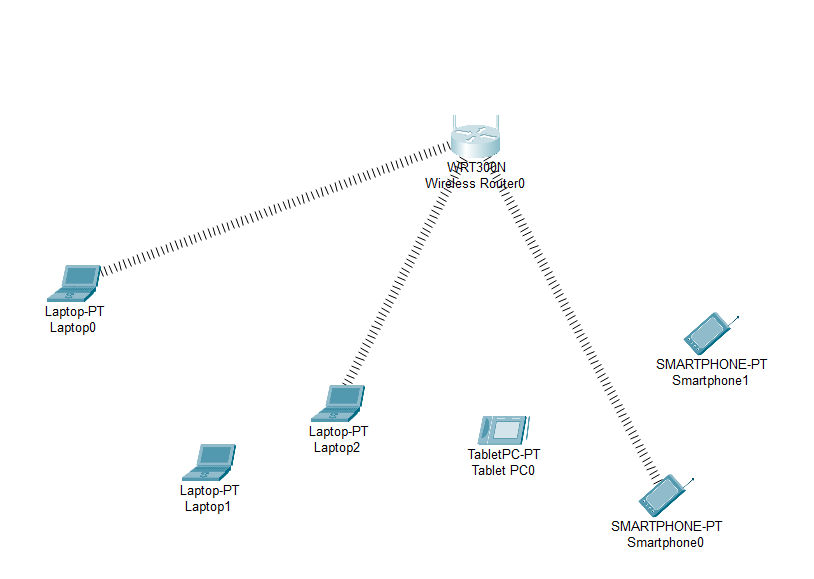 WRT300N
Wireless Router0
Laptop-PT
Laptop0
SMARTPHONE-PT
Smartphone1
Laptop-PT
Laptop2
TabletPC-PT
Tablet PC0
Laptop-PT
Laptop1
SMARTPHONE-PT
Smartphone0